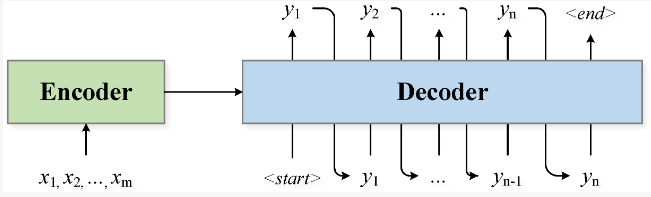 y1 y2 ... yn <end>
Encoder Decoder
x1, x2, ..., xm <start> y1 ... yn-1 yn